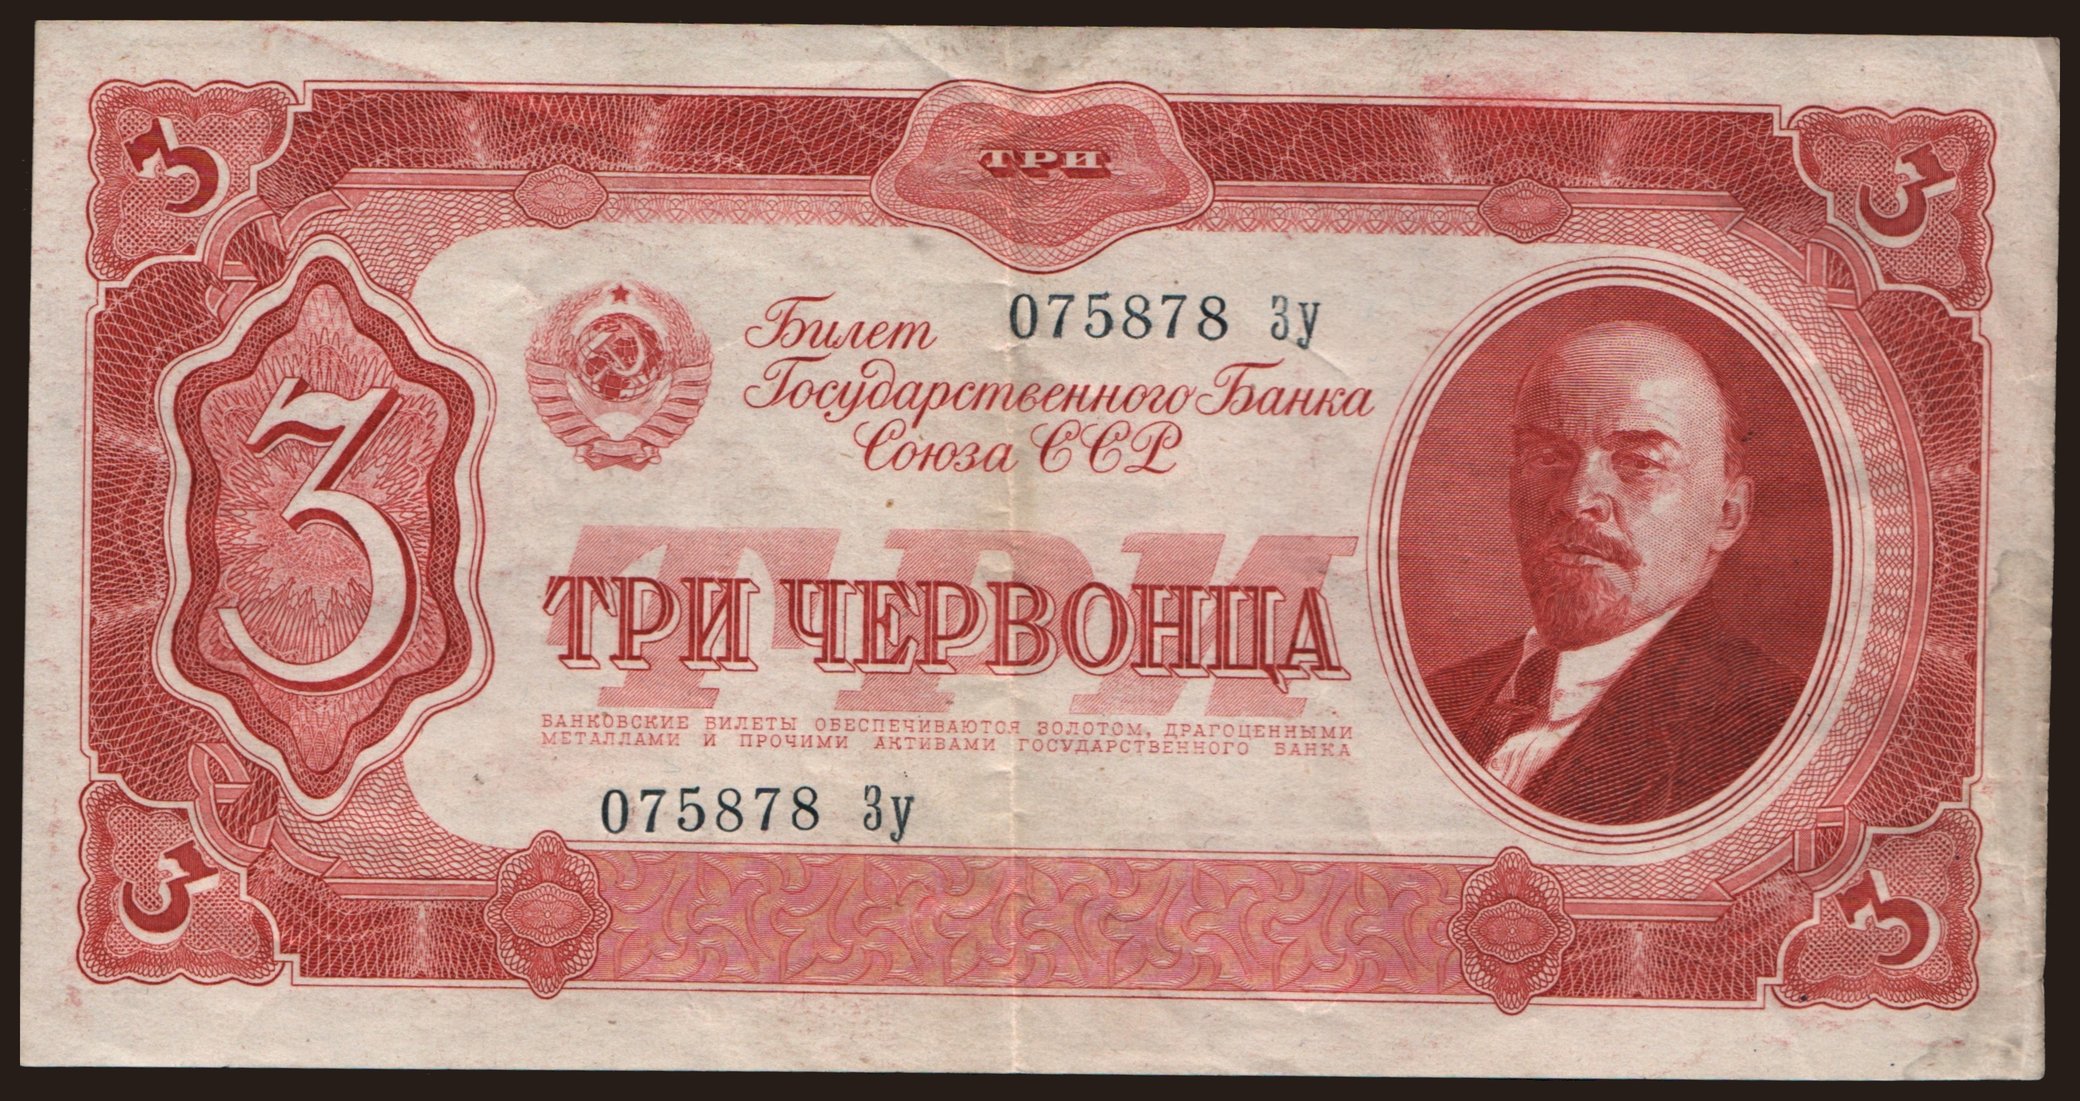 3 ТРИ 3
Билет 075878 Зу
Государственного Банка
Союза ССР
3
ТРИ
ТРИ ЧЕРВОНЦА
БАНКОВСКИЕ БИЛЕТЫ ОБЕСПЕЧИВАЮТСЯ ЗОЛОТОМ, ДРАГОЦЕННЫМИ
МЕТАЛЛАМИ И ПРОЧИМИ АКТИВАМИ ГОСУДАРСТВЕННОГО БАНКА
075878 Зу
3 3